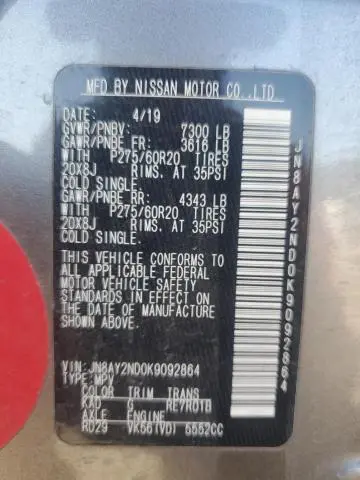 MFD BY NISSAN MOTOR CO.,LTD
DATE: 4/19
GVWR/PNBV: 7300 LB
GAWR/PNBE FR: 3616 LB
WITH P275/60R20 TIRES
20X8J RIMS, AT 35PSI
COLD SINGLE.
GAWR/PNBE RR: 4343 LB
WITH P275/60R20 TIRES
20X8J RIMS, AT 35PSI
COLD SINGLE.
THIS VEHICLE CONFORMS TO
ALL APPLICABLE FEDERAL
MOTOR VEHICLE SAFETY
STANDARDS IN EFFECT ON
THE DATE OF MANUFACTURE
SHOWN ABOVE.
VIN: JN8AY2ND0K9092864
TYPE: MPV
COLOR TRIM TRANS
KAD G RE7R01B
AXLE ENGINE
RD29 VK56(VD) 5552CC
JN8AY2ND0K9092864